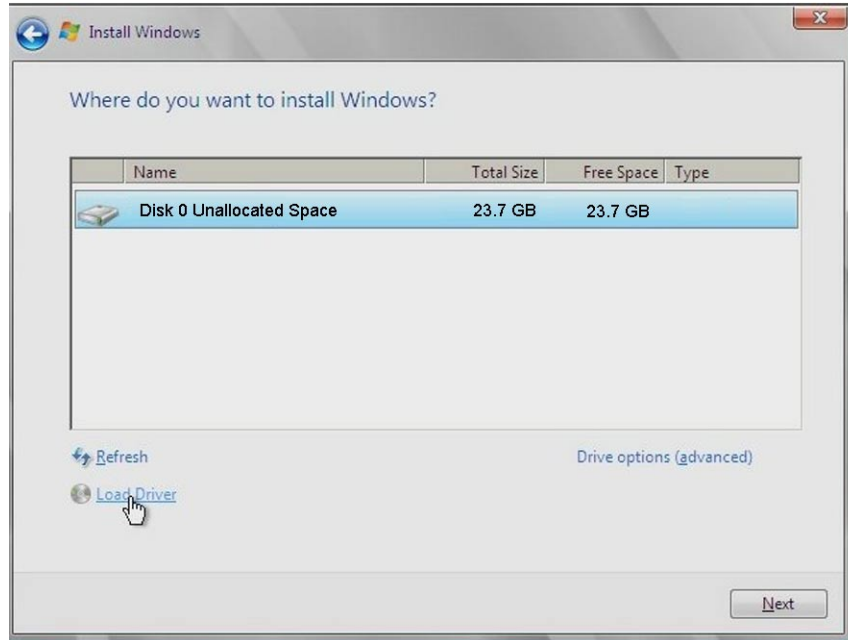 Install Windows
Where do you want to install Windows?
Name Total Size Free Space Type
Disk 0 Unallocated Space 23.7 GB 23.7 GB
Refresh Drive options (advanced)
Load Driver
Next